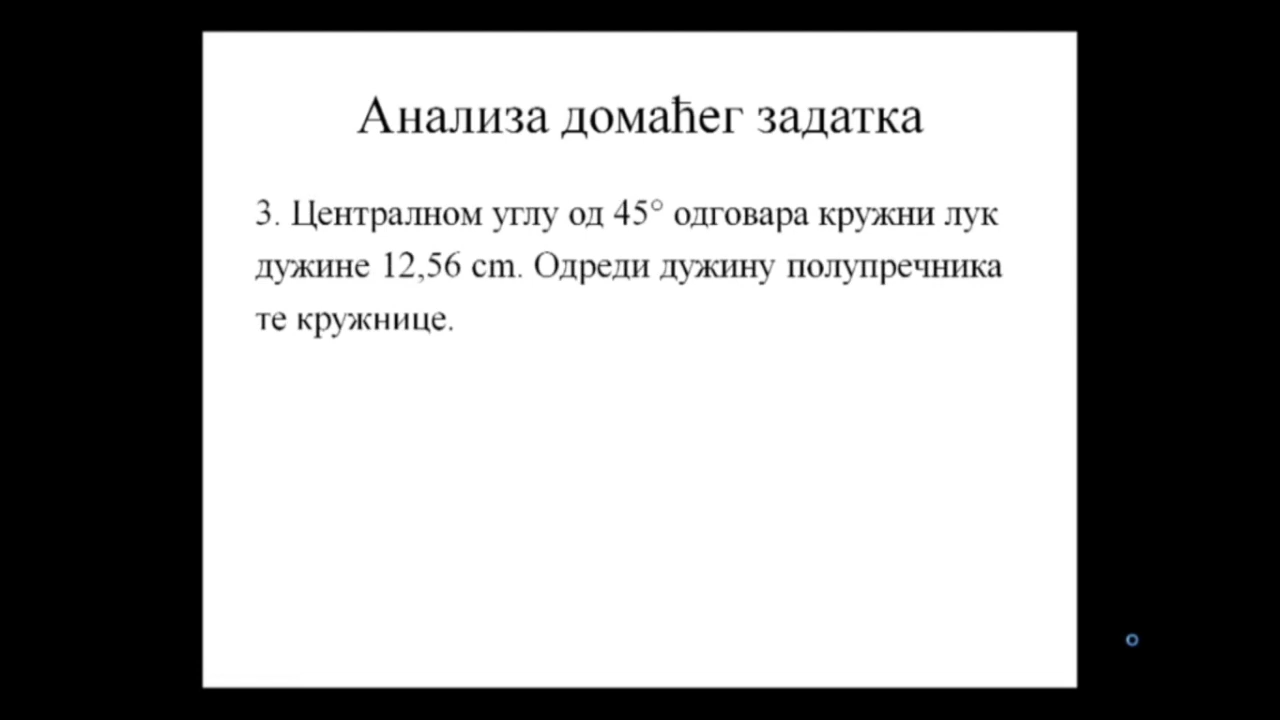 Анализа домаћег задатка
3. Централном углу од 45° одговара кружни лук
дужине 12,56 cm. Одреди дужину полупречника
те кружнице.